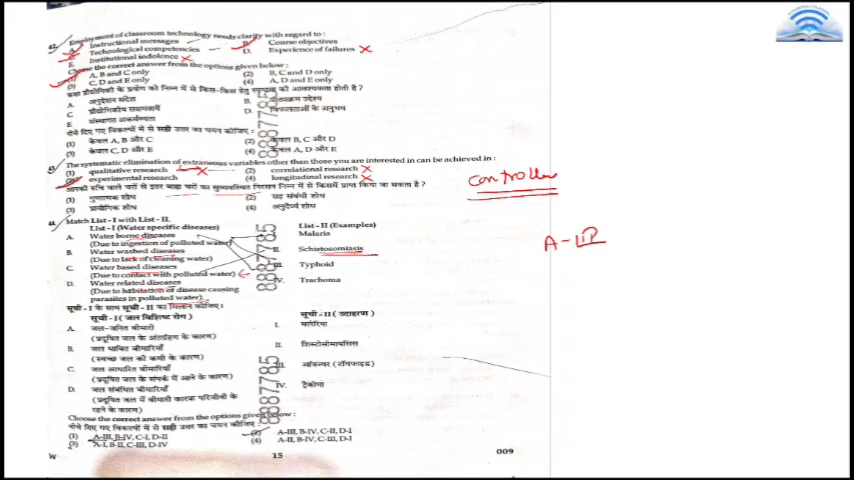 42. Employment of classroom technology needs clarity with regard to :
A. Instructional messages B. Course objectives
C. Technological competencies D. Experience of failures
E. Institutional indolence
Choose the correct answer from the options given below :
(1) A, B and C only (2) B, C and D only
(3) C, D and E only (4) A, D and E only
कक्षा प्रौद्योगिकी के प्रयोग को निम्न में से किस-किस हेतु स्पष्टता की आवश्यकता होती है ?
A. अनुदेशन संदेश B. पाठ्यक्रम उद्देश्य
C. प्रौद्योगिकीय सक्षमतायें D. विफलताओं के अनुभव
E. संस्थागत अकर्मण्यता
नीचे दिए गए विकल्पों में से सही उत्तर का चयन कीजिए :
(1) केवल A, B और C (2) केवल B, C और D
(3) केवल C, D और E (4) केवल A, D और E
43. The systematic elimination of extraneous variables other than those you are interested in can be achieved in :
(1) qualitative research (2) correlational research
(3) experimental research (4) longitudinal research
आपकी रुचि वाले चरों से इतर बाह्य चरों का सुव्यवस्थित निरसन निम्न में से किसमें प्राप्त किया जा सकता है ?
(1) गुणात्मक शोध (2) सह संबंधी शोध
(3) प्रायोगिक शोध (4) अनुदैर्ध्य शोध
controlled
44. Match List - I with List - II.
List - I (Water specific diseases) List - II (Examples)
A. Water borne diseases Malaria
(Due to ingestion of polluted water)
B. Water washed diseases II. Schistosomiasis
(Due to lack of cleaning water)
C. Water based diseases III. Typhoid
(Due to contact with polluted water)
D. Water related diseases IV. Trachoma
(Due to habitation of disease causing
parasites in polluted water)
A - III
सूची - I के साथ सूची - II का मिलान कीजिए :
सूची - I ( जल विशिष्ट रोग ) सूची - II ( उदाहरण )
A. जल-जनित बीमारी I. मलेरिया
(प्रदूषित जल के अंतर्ग्रहण के कारण)
B. जल धावित बीमारियाँ II. शिस्टोसोमायसिस
(स्वच्छ जल की कमी के कारण)
C. जल आधारित बीमारियाँ III. आंत्रज्वर (टॉयफाइड)
(प्रदूषित जल के संपर्क में आने के कारण)
D. जल संबंधित बीमारियाँ IV. ट्रैकोमा
(प्रदूषित जल में बीमारी कारक परिजीवी के
रहने के कारण)
Choose the correct answer from the options given below :
नीचे दिए गए विकल्पों में से सही उत्तर का चयन कीजिए :
(1) A-III, B-IV, C-I, D-II (2) A-III, B-IV, C-II, D-I
(3) A-I, B-II, C-III, D-IV (4) A-II, B-IV, C-III, D-I
W 15 009